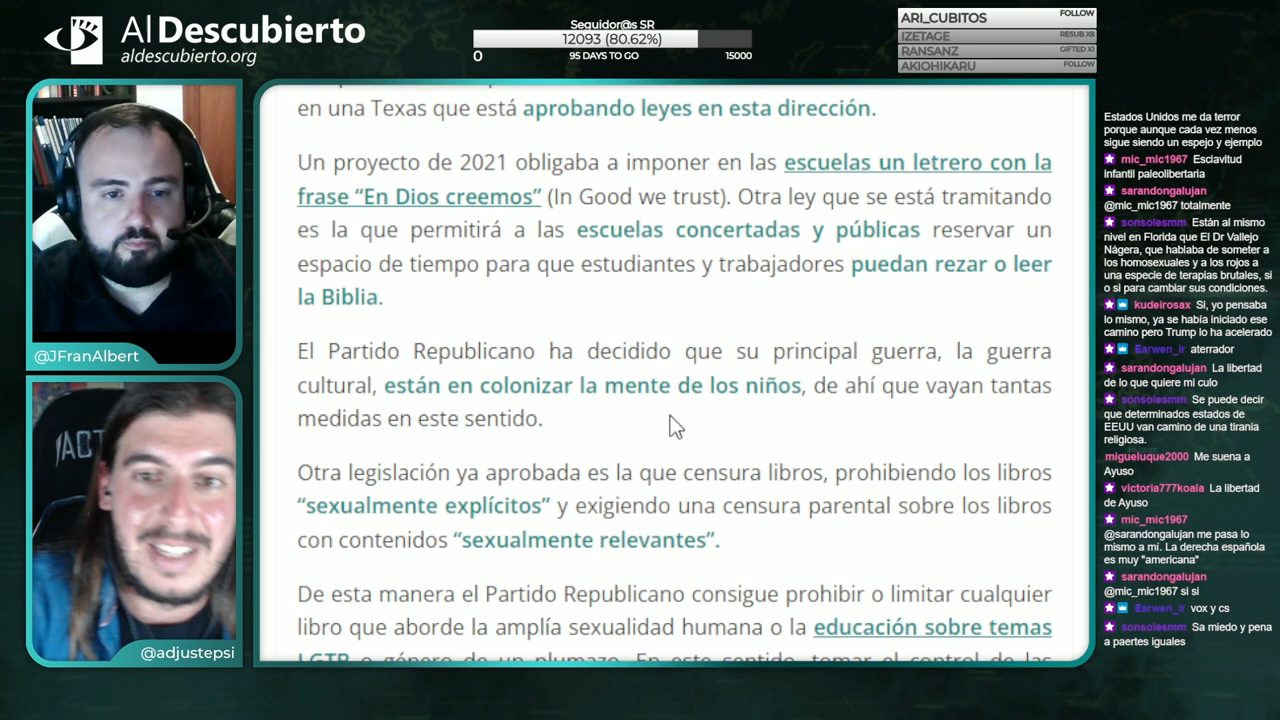 Al Descubierto
aldescubierto.org
Seguidor@s SR
12093 (80.62%)
0
95 DAYS TO GO
15000
ARI_CUBITOS FOLLOW
IZETAGE RESUB X8
RANSANZ GIFTED X1
AKIOHIKARU FOLLOW
@JFranAlbert
@adjustepsi
en una Texas que está aprobando leyes en esta dirección.
Un proyecto de 2021 obligaba a imponer en las escuelas un letrero con la
frase “En Dios creemos” (In Good we trust). Otra ley que se está tramitando
es la que permitirá a las escuelas concertadas y públicas reservar un
espacio de tiempo para que estudiantes y trabajadores puedan rezar o leer
la Biblia.
El Partido Republicano ha decidido que su principal guerra, la guerra
cultural, están en colonizar la mente de los niños, de ahí que vayan tantas
medidas en este sentido.
Otra legislación ya aprobada es la que censura libros, prohibiendo los libros
“sexualmente explícitos” y exigiendo una censura parental sobre los libros
con contenidos “sexualmente relevantes”.
De esta manera el Partido Republicano consigue prohibir o limitar cualquier
libro que aborde la amplía sexualidad humana o la educación sobre temas
LGTB o género de un plumazo. En este sentido, tomar el control de las
Estados Unidos me da terror
porque aunque cada vez menos
sigue siendo un espejo y ejemplo
mic_mic1967 Esclavitud
infantil paleolibertaria
sarandongalujan
@mic_mic1967 totalmente
sonsolesmm Están al mismo
nivel en Florida que El Dr Vallejo
Nágera, que hablaba de someter a
los homosexuales y a los rojos a
una especie de terapias brutales, si
o si para cambiar sus condiciones.
kudeirosax Si, yo pensaba
lo mismo, ya se había iniciado ese
camino pero Trump lo ha acelerado
Earwen_Ir aterrador
sarandongalujan La libertad
de lo que quiere mi culo
sonsolesmm Se puede decir
que determinados estados de
EEUU van camino de una tirania
religiosa.
migueluque2000 Me suena a
Ayuso
victoria777koala La libertad
de Ayuso
mic_mic1967
@sarandongalujan me pasa lo
mismo a mí. La derecha española
es muy "americana"
sarandongalujan
@mic_mic1967 si si
Earwen_Ir vox y cs
sonsolesmm Sa miedo y pena
a paertes iguales